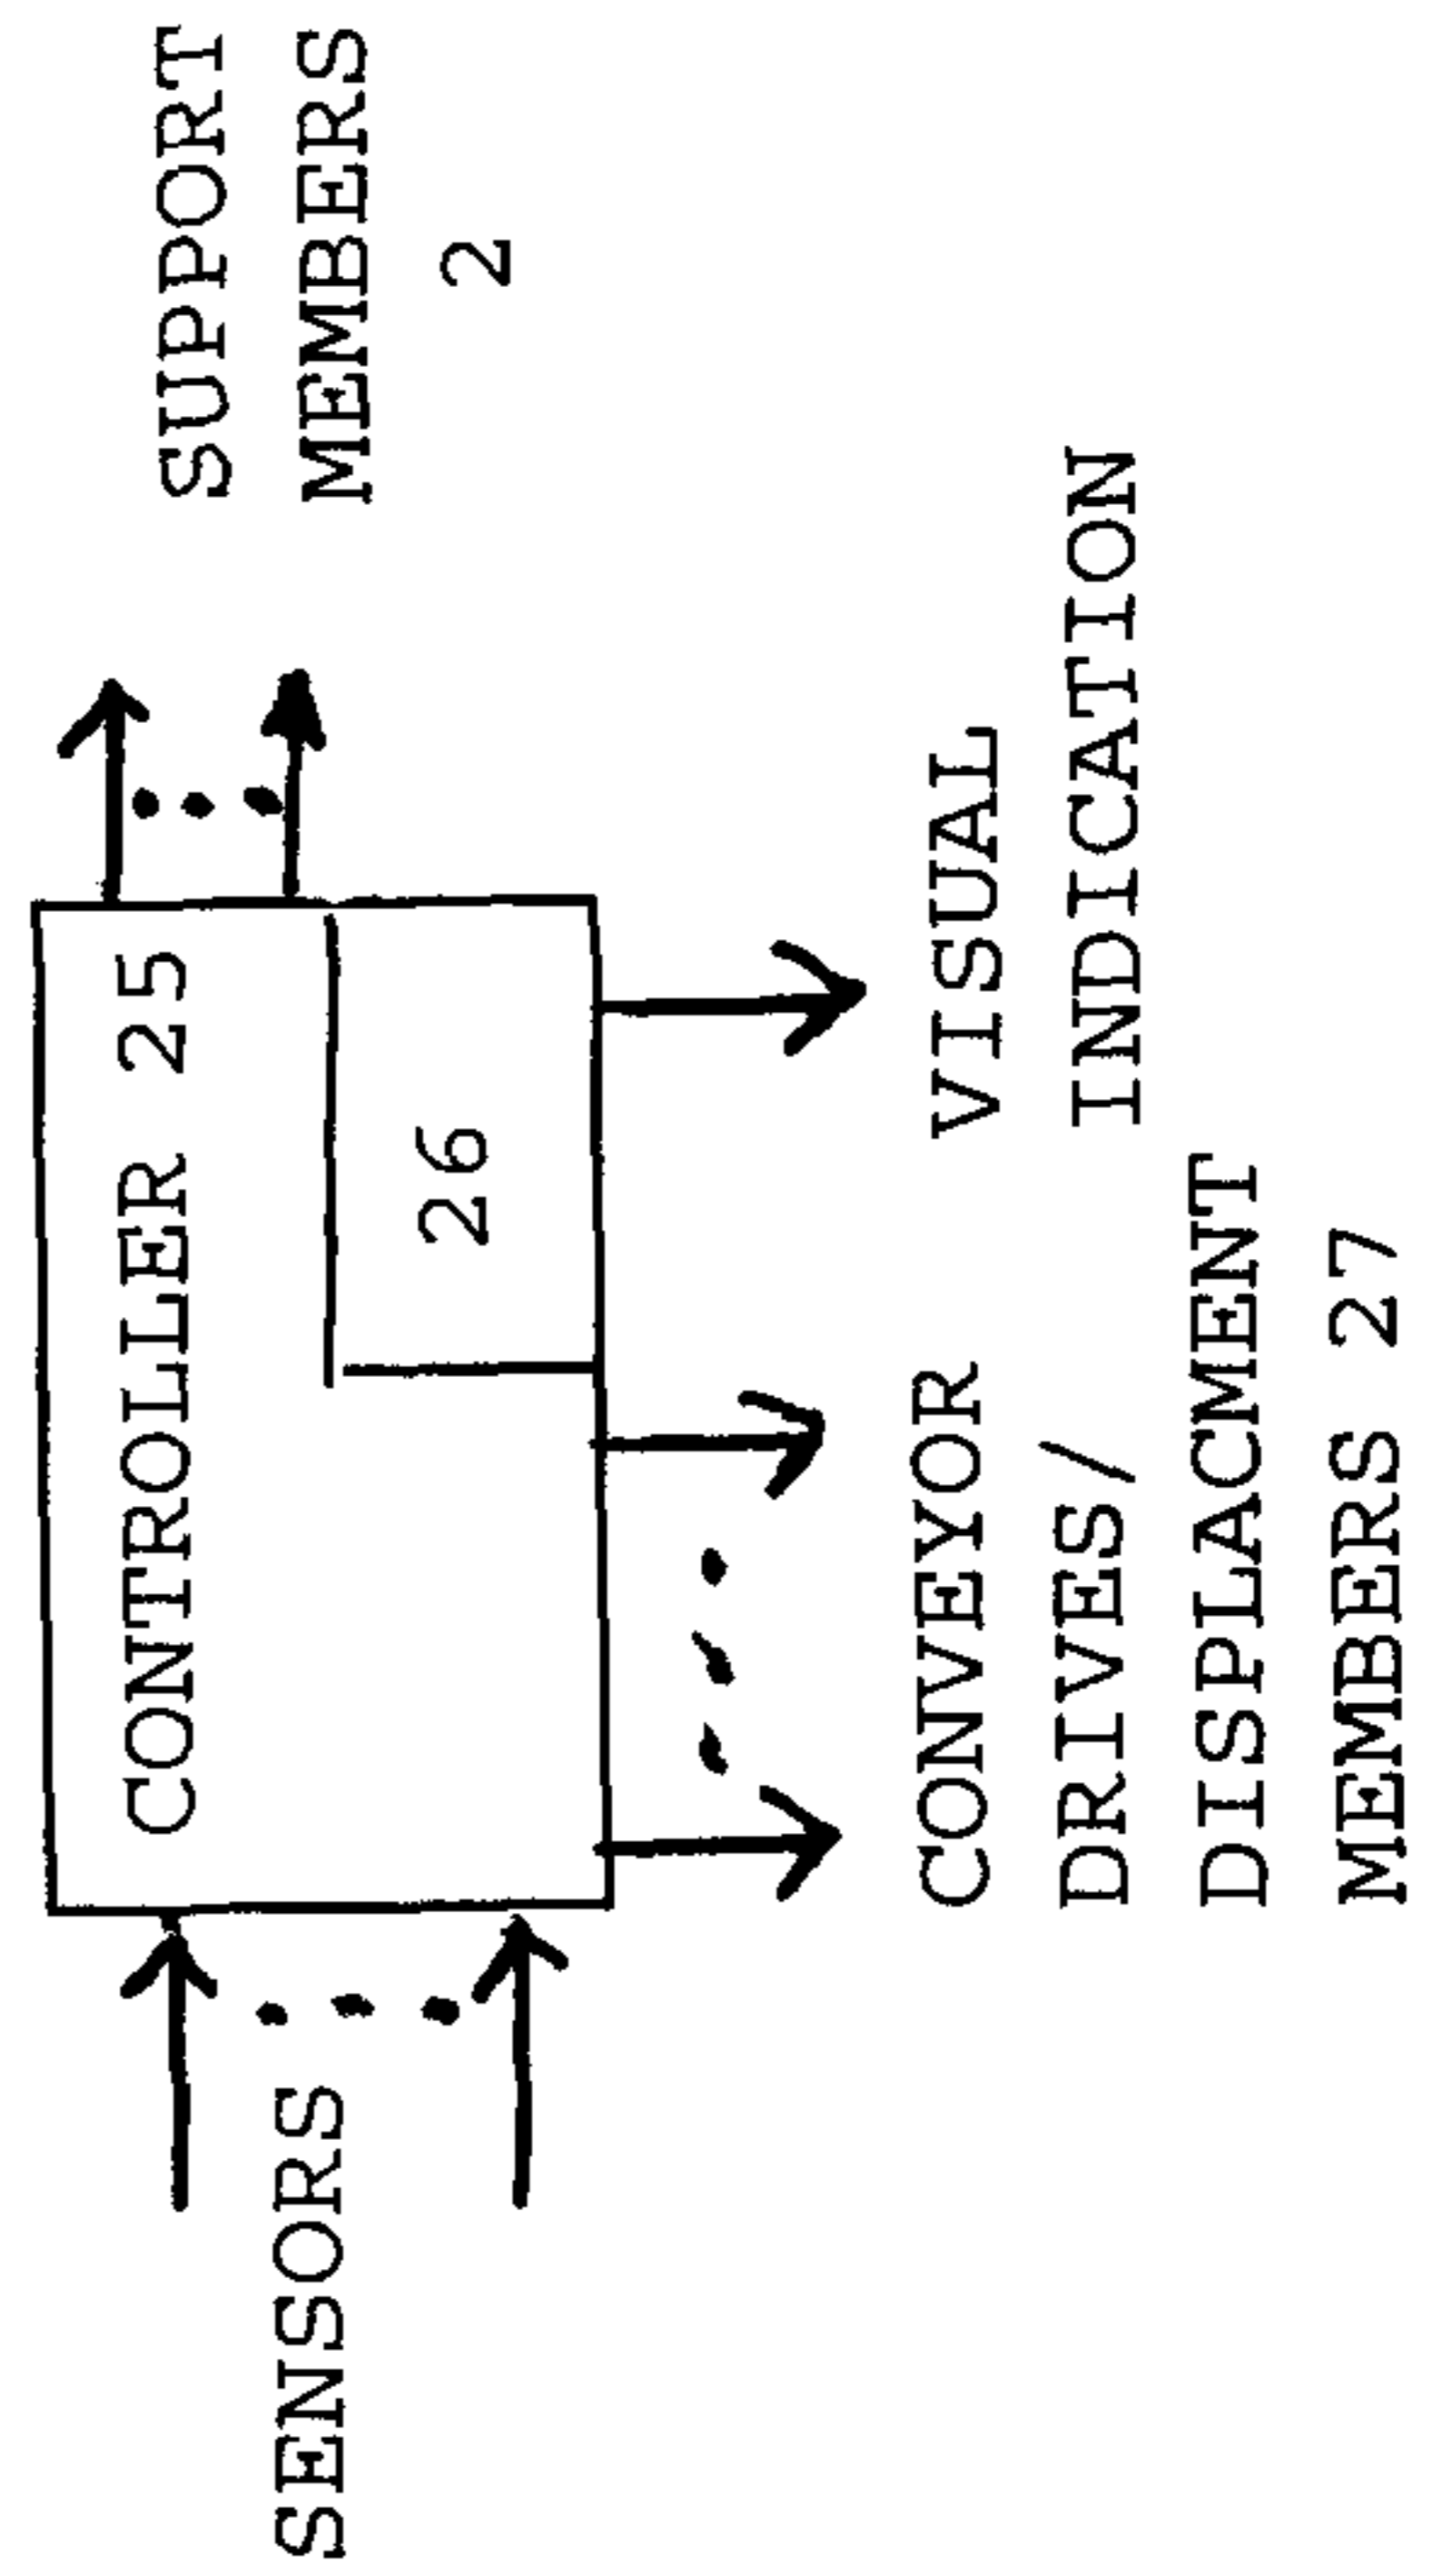 SUPPORT
MEMBERS
2
CONTROLLER 25
26
SENSORS
VISUAL
INDICATION
CONVEYOR
DRIVES/
DISPLACMENT
MEMBERS 27